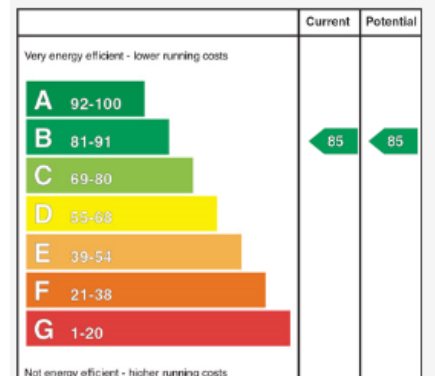 Current Potential
Very energy efficient - lower running costs
A 92-100
B 81-91 85 85
C 69-80
D 55-68
E 39-54
F 21-38
G 1-20
Not energy efficient - higher running costs